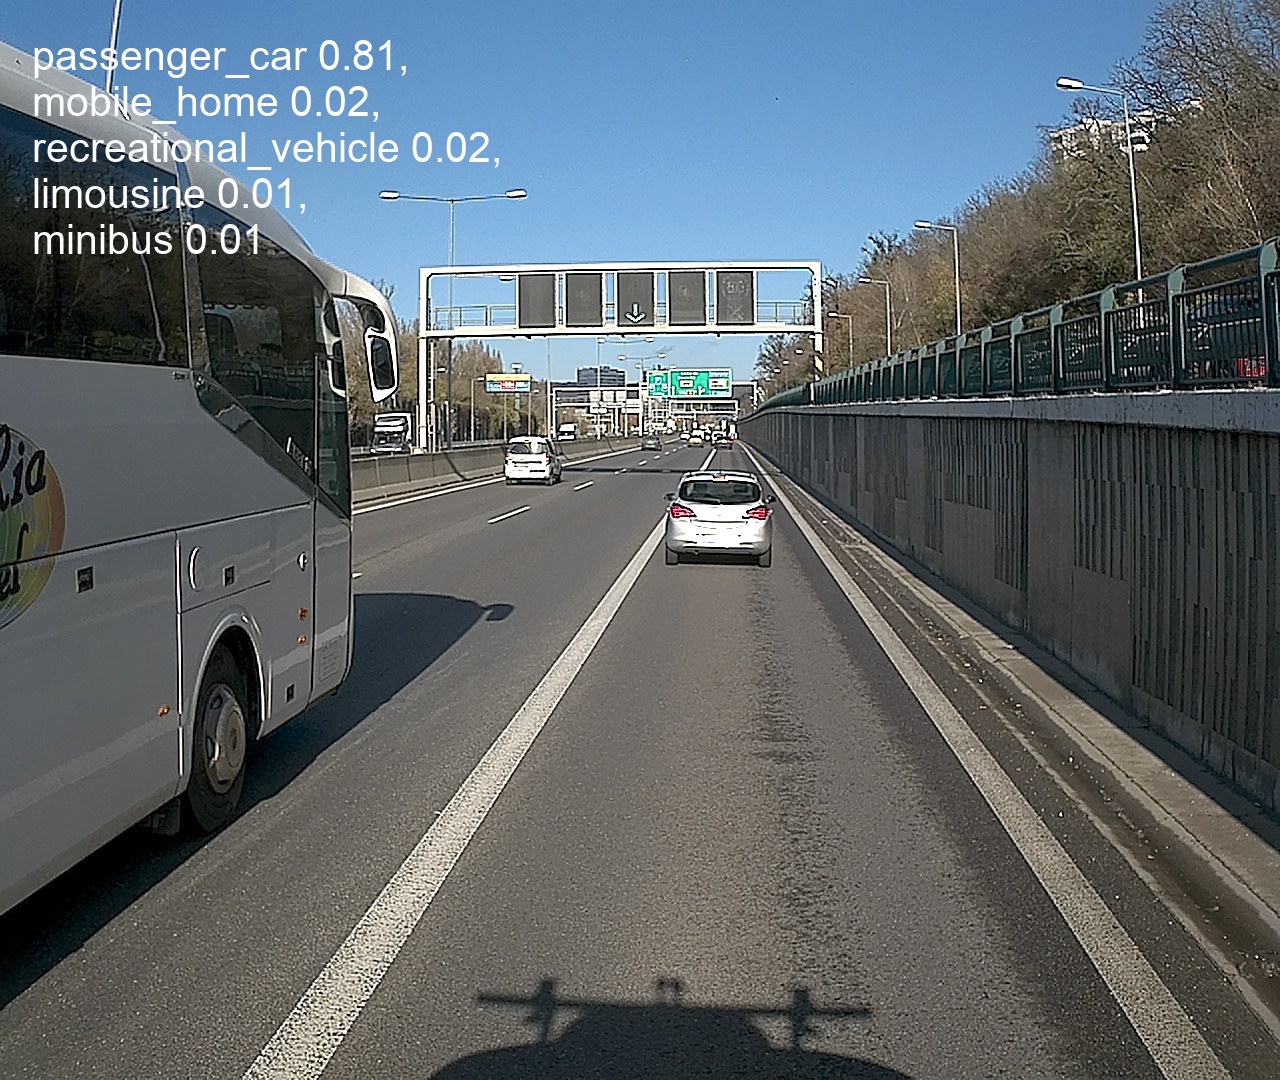 passenger_car 0.81,
mobile_home 0.02,
recreational_vehicle 0.02,
limousine 0.01,
minibus 0.01